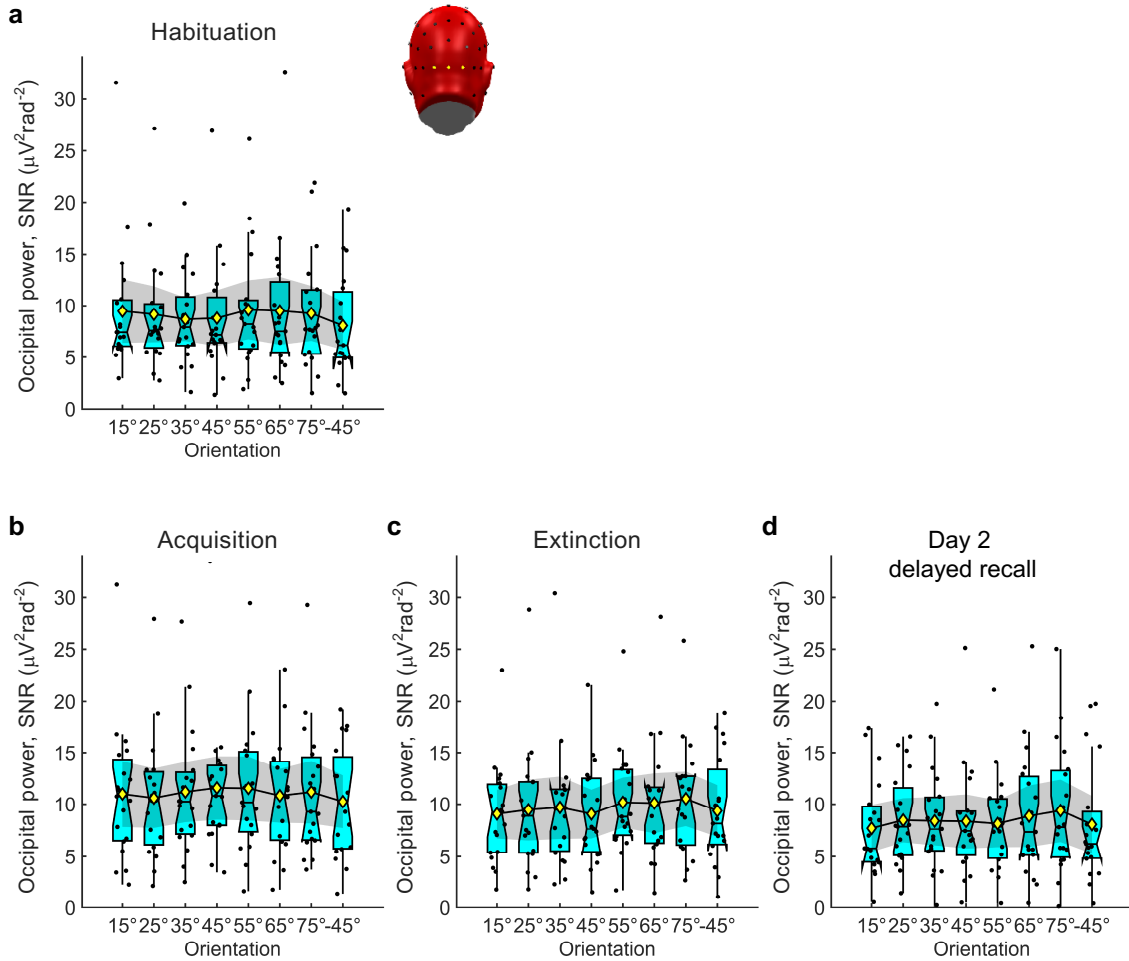 a
Habituation
Occipital power, SNR (µV²rad⁻²)
30
25
20
15
10
5
0
15° 25° 35° 45° 55° 65° 75° -45°
Orientation
b
Acquisition
Occipital power, SNR (µV²rad⁻²)
30
25
20
15
10
5
0
15° 25° 35° 45° 55° 65° 75° -45°
Orientation
c
Extinction
Occipital power, SNR (µV²rad⁻²)
30
25
20
15
10
5
0
15° 25° 35° 45° 55° 65° 75° -45°
Orientation
d
Day 2
delayed recall
Occipital power, SNR (µV²rad⁻²)
30
25
20
15
10
5
0
15° 25° 35° 45° 55° 65° 75° -45°
Orientation